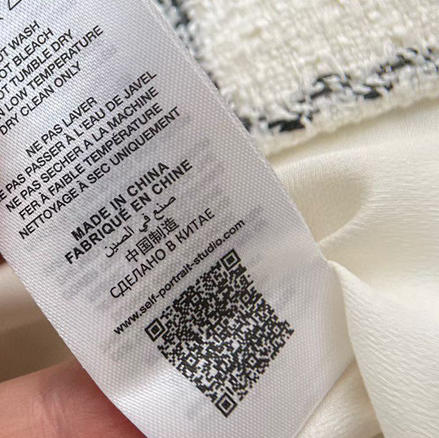 OT WASH
OT BLEACH
OT TUMBLE DRY
LOW TEMPERATURE
DRY CLEAN ONLY
NE PAS LAVER
NE PAS PASSER À L'EAU DE JAVEL
NE PAS SÉCHER A LA MACHINE
FER À FAIBLE TEMPÉRATURE
NETTOYAGE À SEC UNIQUEMENT
MADE IN CHINA
FABRIQUÉ EN CHINE
صنع في الصين
中国制造
СДЕЛАНО В КИТАЕ
www.self-portrait-studio.com